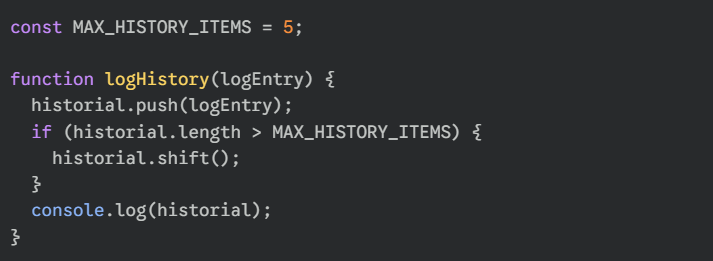 const MAX_HISTORY_ITEMS = 5;

function logHistory(logEntry) {
  historial.push(logEntry);
  if (historial.length > MAX_HISTORY_ITEMS) {
    historial.shift();
  }
  console.log(historial);
}